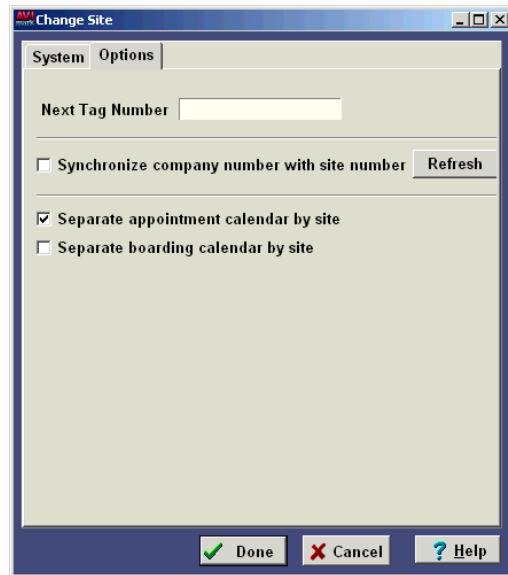 AVI mark Change Site
System Options
Next Tag Number
Synchronize company number with site number Refresh
Separate appointment calendar by site
Separate boarding calendar by site
Done Cancel ? Help